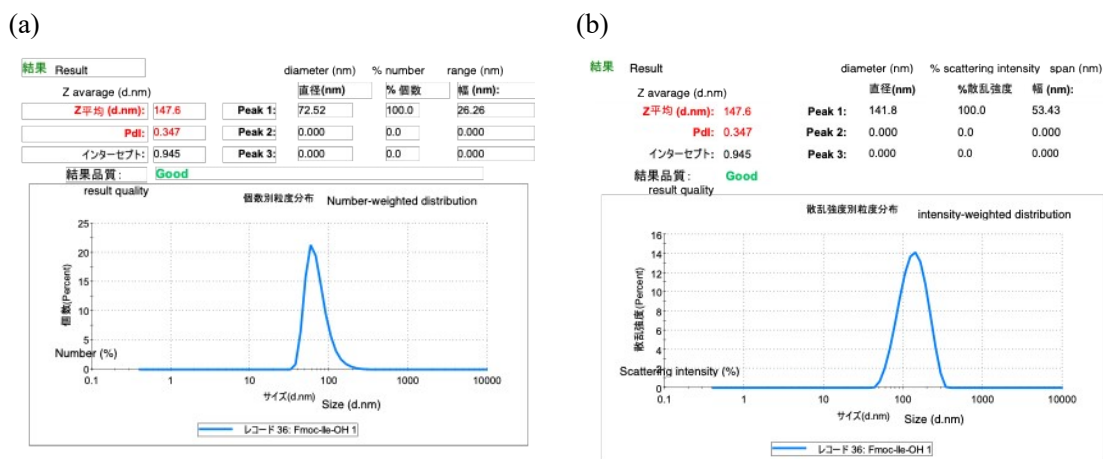 (a)
結果 Result
diameter (nm) % number range (nm)
Z avarage (d.nm) 直径(nm) % 個数 幅 (nm):
Z平均 (d.nm): 147.6 Peak 1: 72.52 100.0 26.26
PdI: 0.347 Peak 2: 0.000 0.0 0.000
インターセプト: 0.945 Peak 3: 0.000 0.0 0.000
結果品質: Good
result quality
個数別粒度分布 Number-weighted distribution
25
20
15
10
5
0
個数(Percent)
Number (%)
0.1 1 10 100 1000 10000
サイズ(d.nm) Size (d.nm)
レコード 36: Fmoc-Ile-OH 1
(b)
結果 Result
diameter (nm) % scattering intensity span (nm)
Z avarage (d.nm) 直径(nm) %散乱強度 幅 (nm):
Z平均 (d.nm): 147.6 Peak 1: 141.8 100.0 53.43
PdI: 0.347 Peak 2: 0.000 0.0 0.000
インターセプト: 0.945 Peak 3: 0.000 0.0 0.000
結果品質: Good
result quality
散乱強度別粒度分布 intensity-weighted distribution
16
14
12
10
8
6
4
2
0
散乱強度(Percent)
Scattering intensity (%)
0.1 1 10 100 1000 10000
サイズ(d.nm) Size (d.nm)
レコード 36: Fmoc-Ile-OH 1